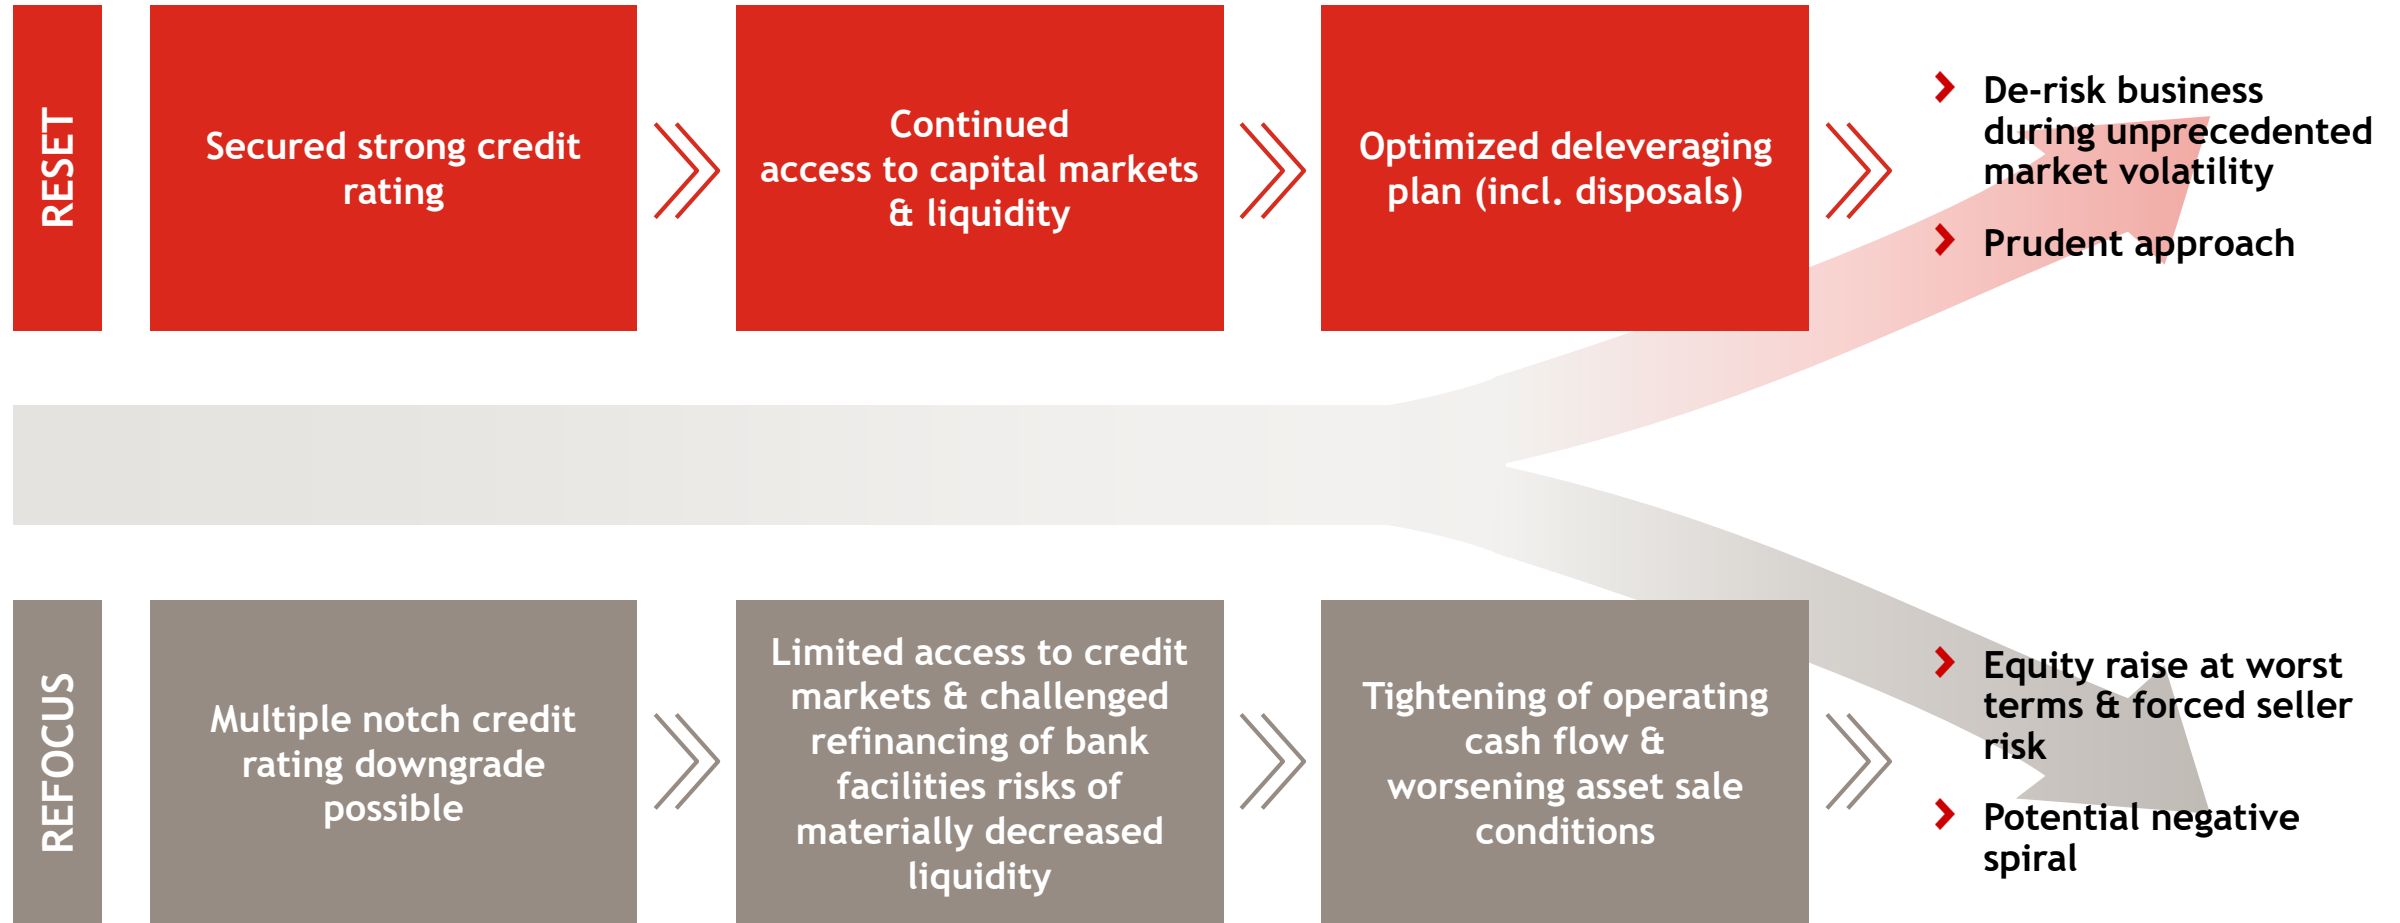 RESET
Secured strong credit
rating
Continued
access to capital markets
& liquidity
Optimized deleveraging
plan (incl. disposals)
De-risk business
during unprecedented
market volatility
Prudent approach
REFOCUS
Multiple notch credit
rating downgrade
possible
Limited access to credit
markets & challenged
refinancing of bank
facilities risks of
materially decreased
liquidity
Tightening of operating
cash flow &
worsening asset sale
conditions
Equity raise at worst
terms & forced seller
risk
Potential negative
spiral